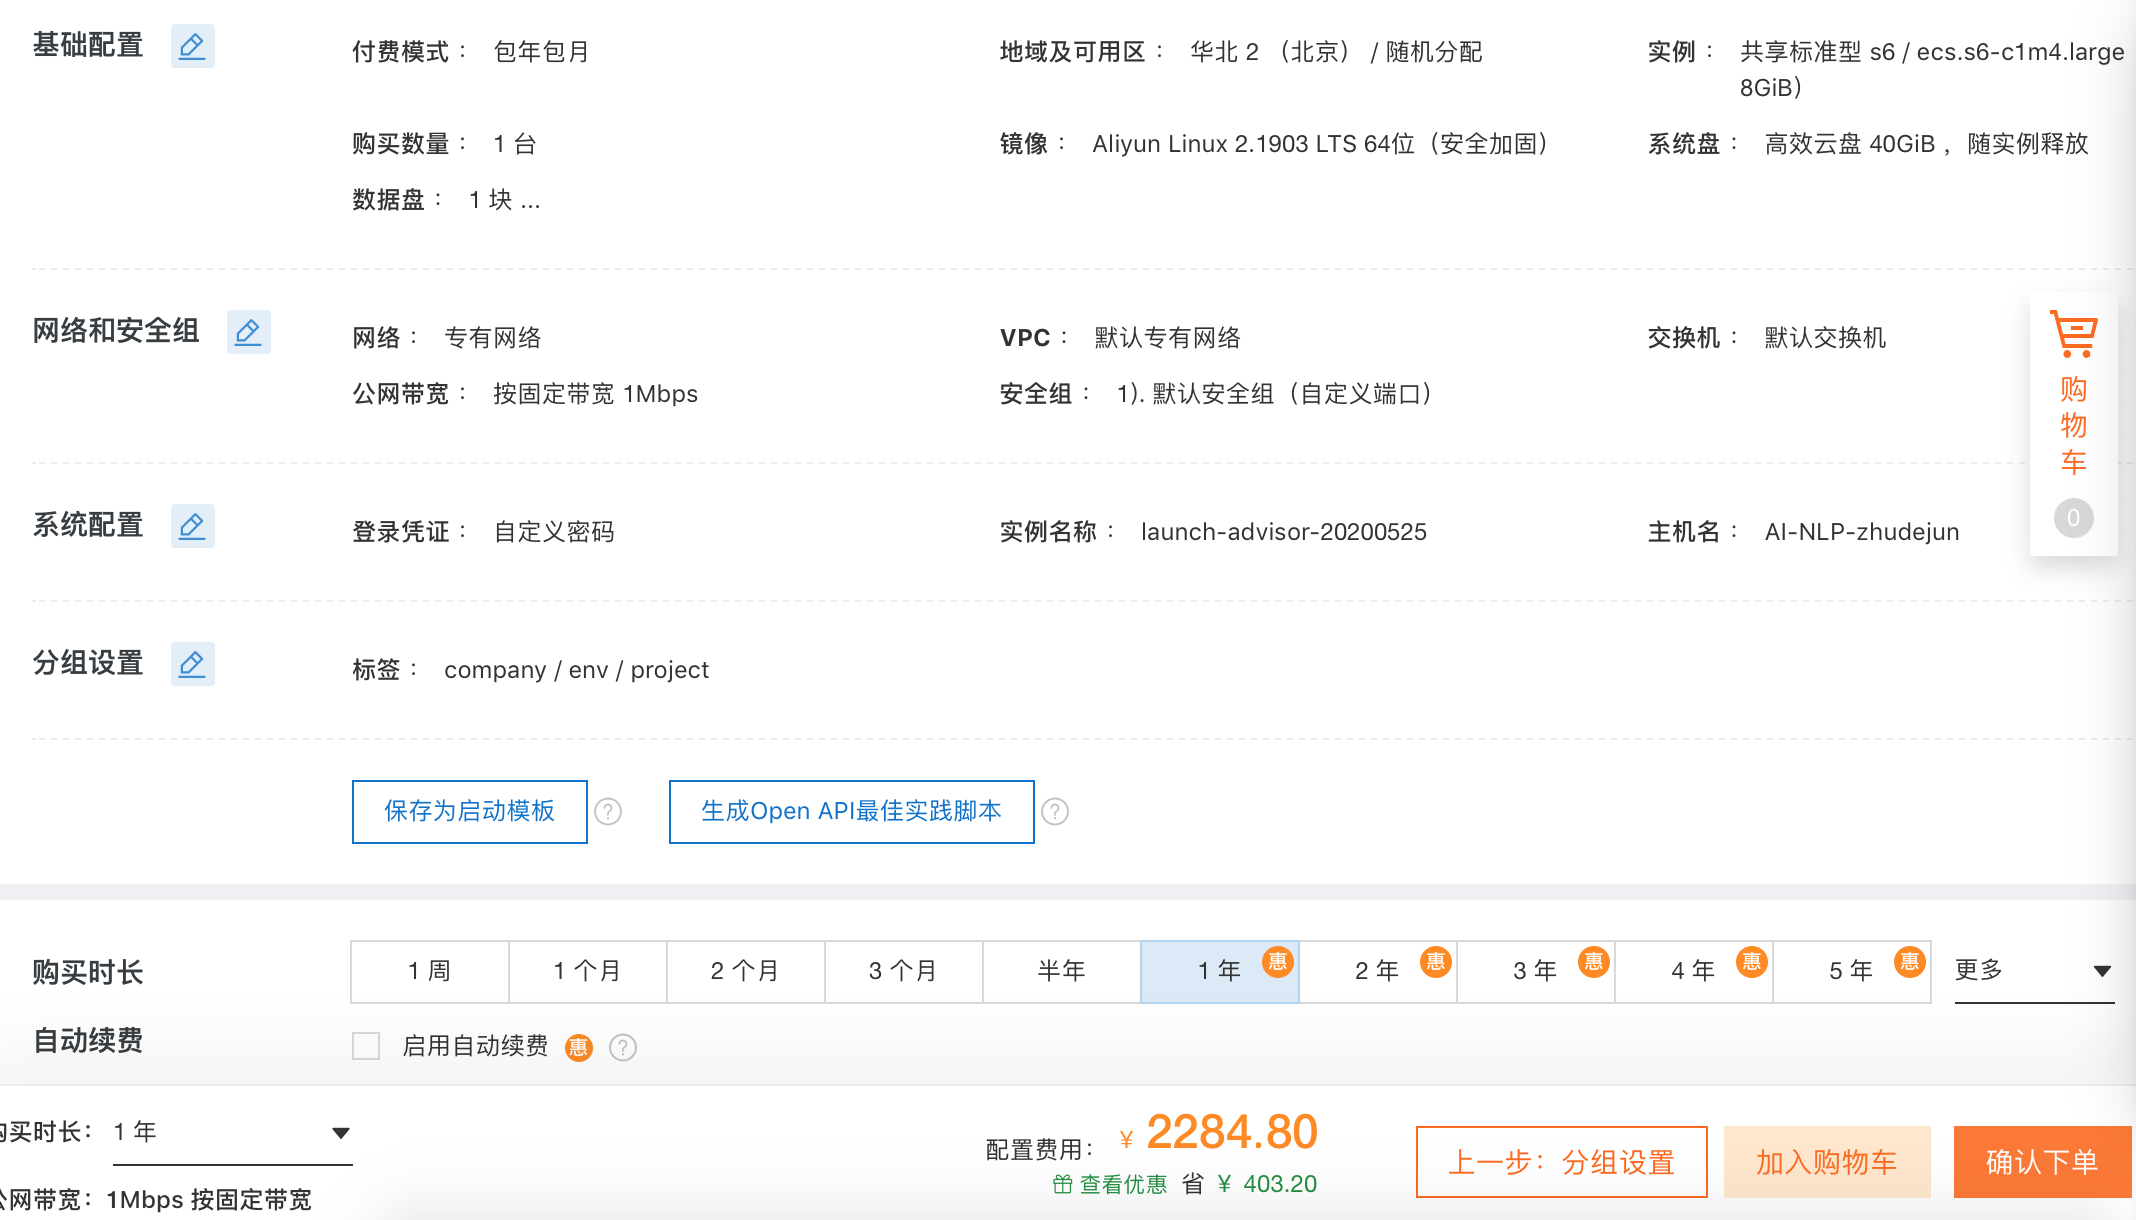 基础配置
付费模式： 包年包月
地域及可用区： 华北 2 （北京） / 随机分配
实例： 共享标准型 s6 / ecs.s6-c1m4.large
8GiB）
购买数量： 1 台
镜像： Aliyun Linux 2.1903 LTS 64位（安全加固）
系统盘： 高效云盘 40GiB ，随实例释放
数据盘： 1 块 ...
网络和安全组
网络： 专有网络
VPC： 默认专有网络
交换机： 默认交换机
公网带宽： 按固定带宽 1Mbps
安全组： 1). 默认安全组（自定义端口）
购
物
车
0
系统配置
登录凭证： 自定义密码
实例名称： launch-advisor-20200525
主机名： AI-NLP-zhudejun
分组设置
标签： company / env / project
保存为启动模板 ?
生成Open API最佳实践脚本 ?
购买时长
1 周
1 个月
2 个月
3 个月
半年
1 年 惠
2 年 惠
3 年 惠
4 年 惠
5 年 惠
更多
自动续费
启用自动续费 惠 ?
购买时长： 1 年
公网带宽：1Mbps 按固定带宽
配置费用： ¥ 2284.80
查看优惠 省 ¥ 403.20
上一步：分组设置
加入购物车
确认下单